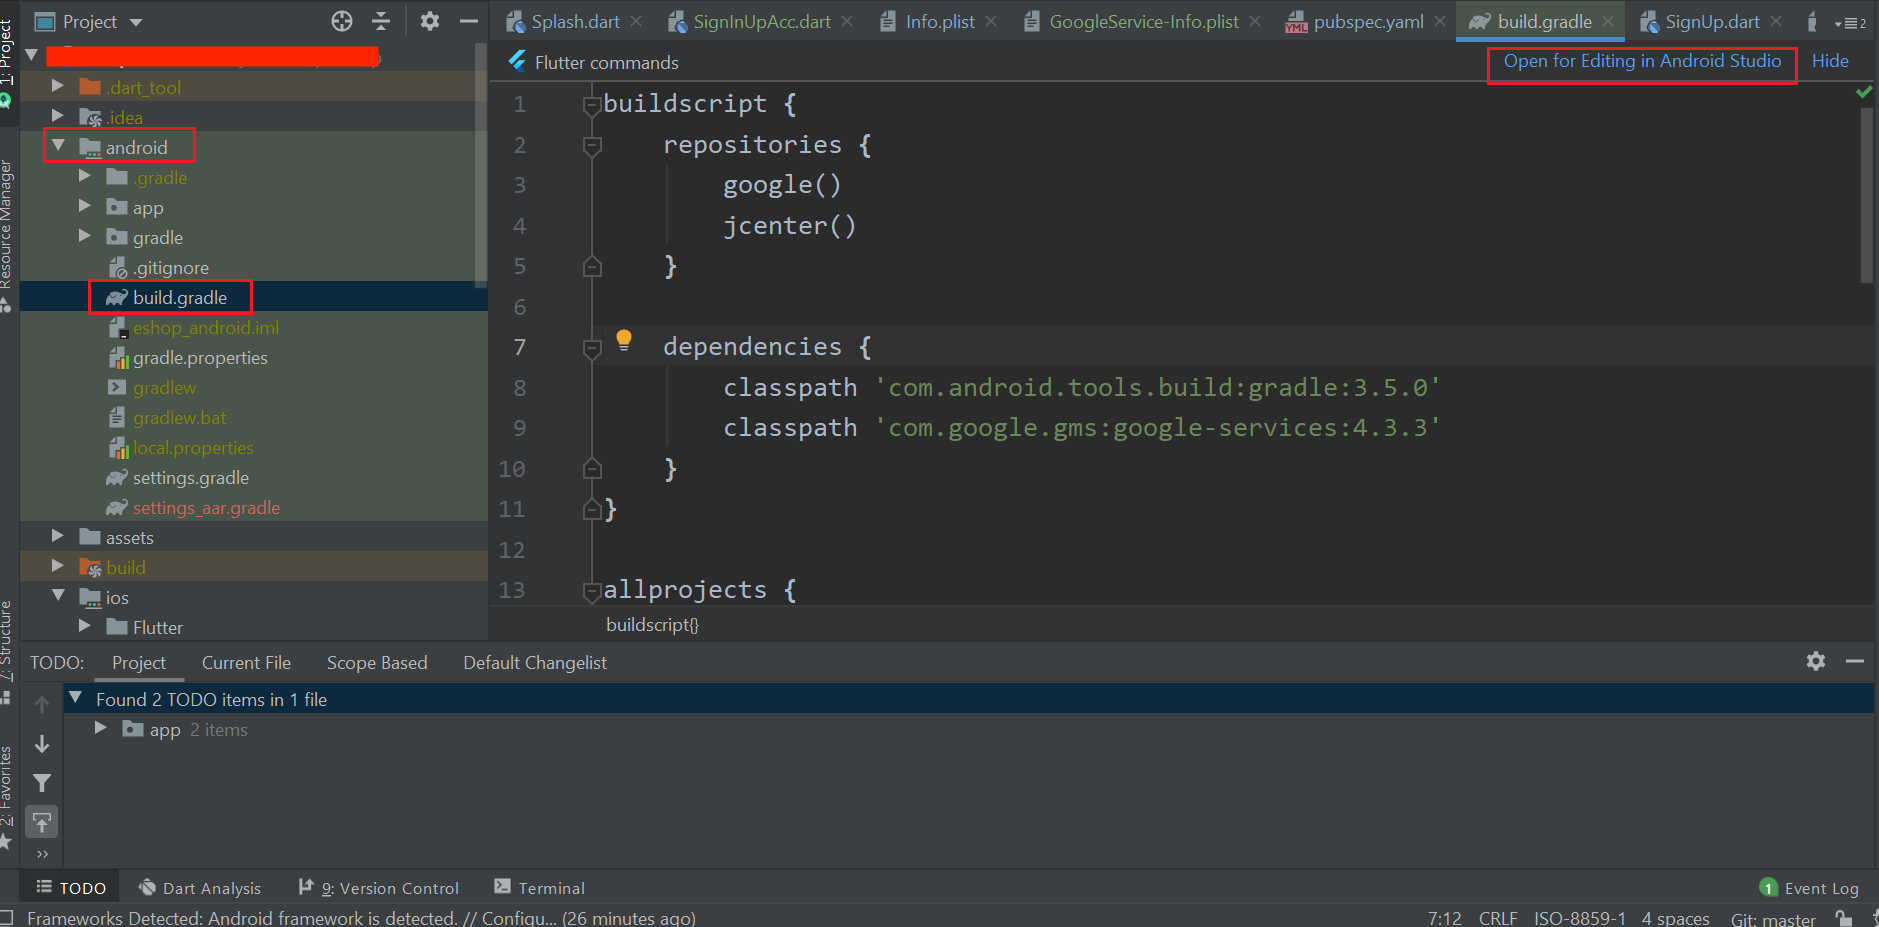 Project
Splash.dart
SignInUpAcc.dart
Info.plist
GoogleService-Info.plist
pubspec.yaml
build.gradle
SignUp.dart
2
1: Project
Resource Manager
7: Structure
2: Favorites
.dart_tool
.idea
android
.gradle
app
gradle
.gitignore
build.gradle
eshop_android.iml
gradle.properties
gradlew
gradlew.bat
local.properties
settings.gradle
settings_aar.gradle
assets
build
ios
Flutter
Flutter commands
Open for Editing in Android Studio
Hide
1 buildscript {
2 repositories {
3 google()
4 jcenter()
5 }
6
7 dependencies {
8 classpath 'com.android.tools.build:gradle:3.5.0'
9 classpath 'com.google.gms:google-services:4.3.3'
10 }
11 }
12
13 allprojects {
buildscript{}
TODO: Project Current File Scope Based Default Changelist
Found 2 TODO items in 1 file
app 2 items
TODO Dart Analysis 9: Version Control Terminal 1 Event Log
Frameworks Detected: Android framework is detected. // Configu... (26 minutes ago) 7:12 CRLF ISO-8859-1 4 spaces Git: master